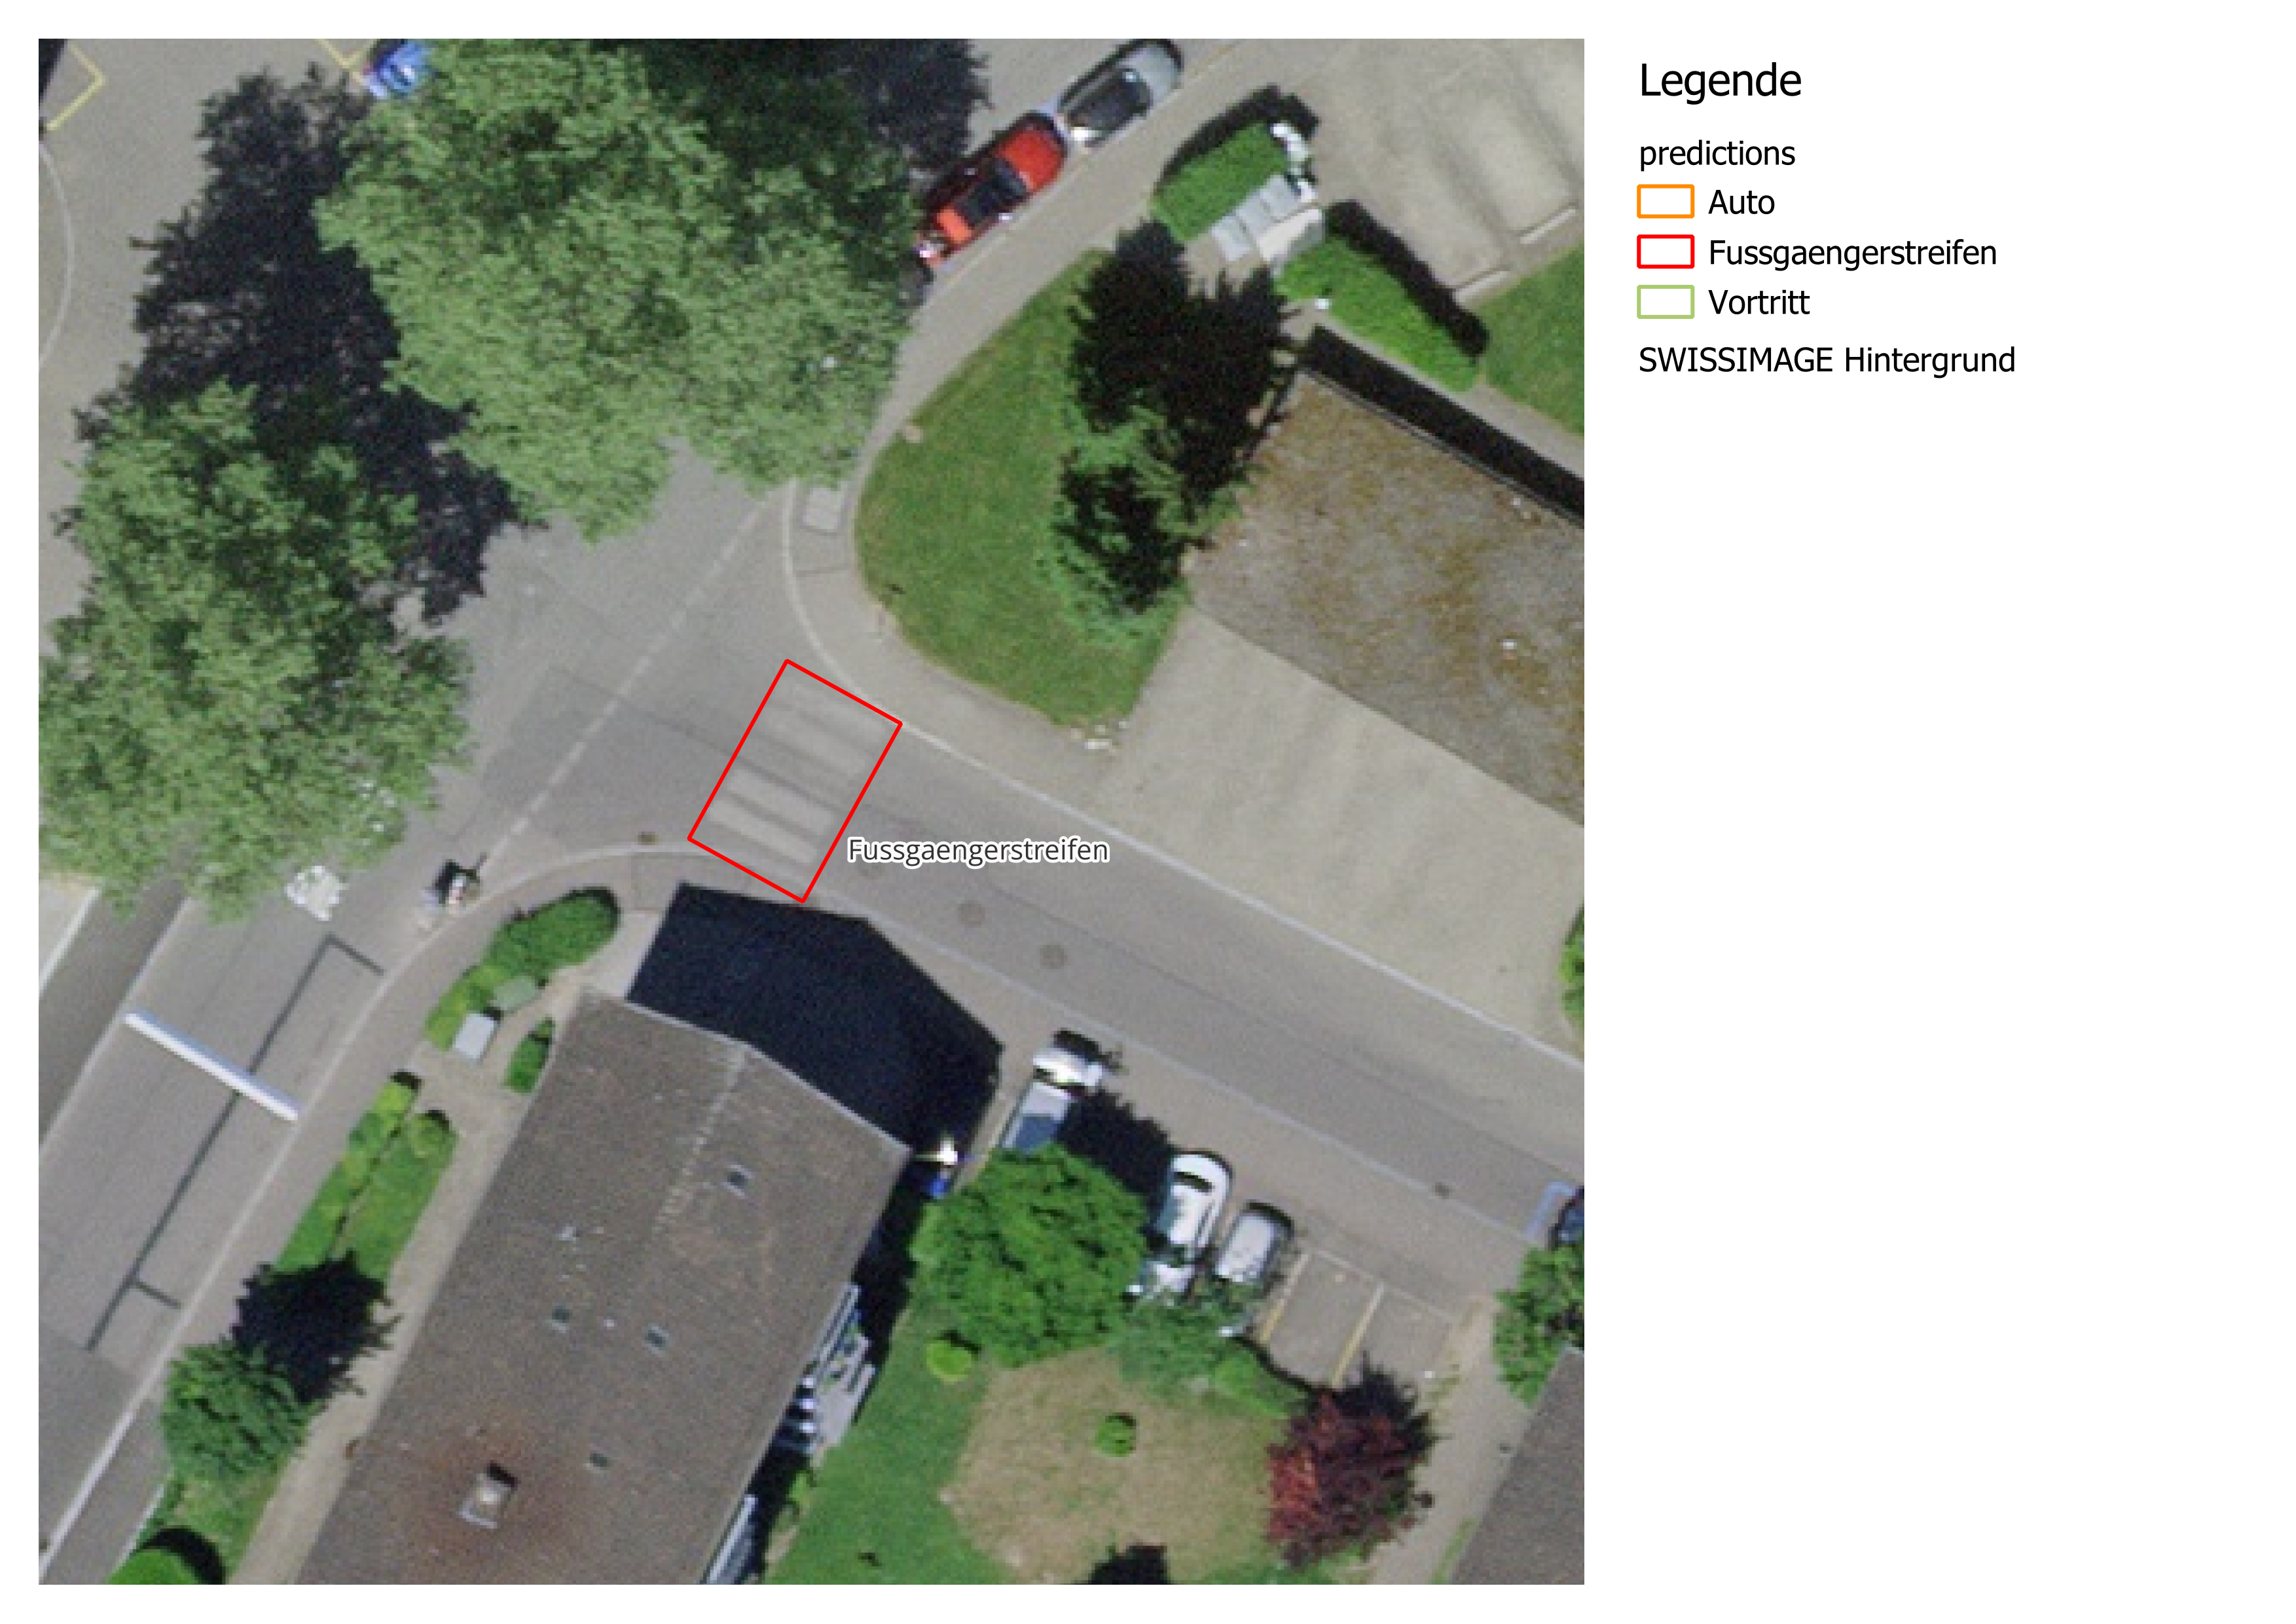 Legende
predictions
Auto
Fussgaengerstreifen
Vortritt
SWISSIMAGE Hintergrund
Fussgaengerstreifen